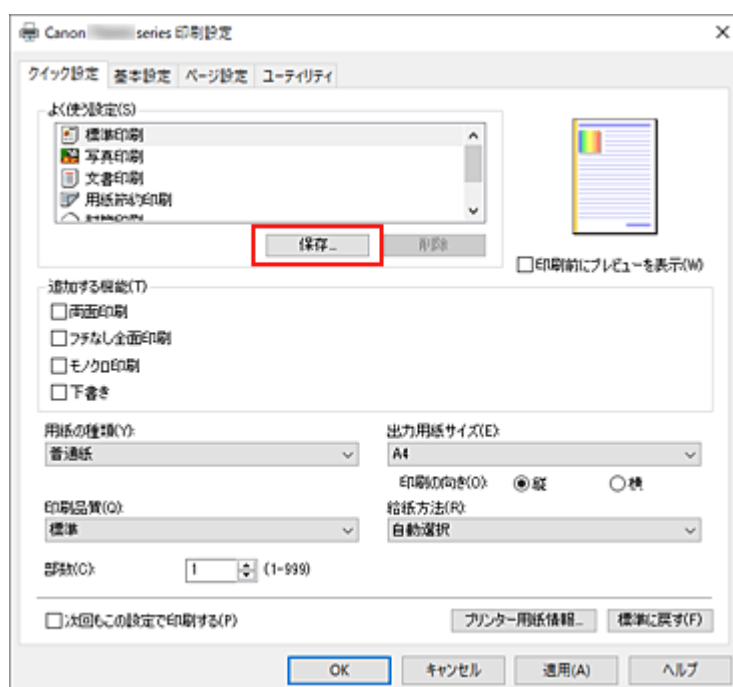 Canon series 印刷設定
クイック設定 基本設定 ページ設定 ユーティリティ
よく使う設定(S)
標準印刷
写真印刷
文書印刷
用紙節約印刷
保存... 削除
印刷前にプレビューを表示(W)
追加する機能(T)
両面印刷
フチなし全面印刷
モノクロ印刷
下書き
用紙の種類(Y): 出力用紙サイズ(E):
普通紙 A4
印刷の向き(O): 縦 横
印刷品質(Q): 給紙方法(R):
標準 自動選択
部数(C): 1 (1-999)
次回もこの設定で印刷する(P) プリンター用紙情報... 標準に戻す(F)
OK キャンセル 適用(A) ヘルプ